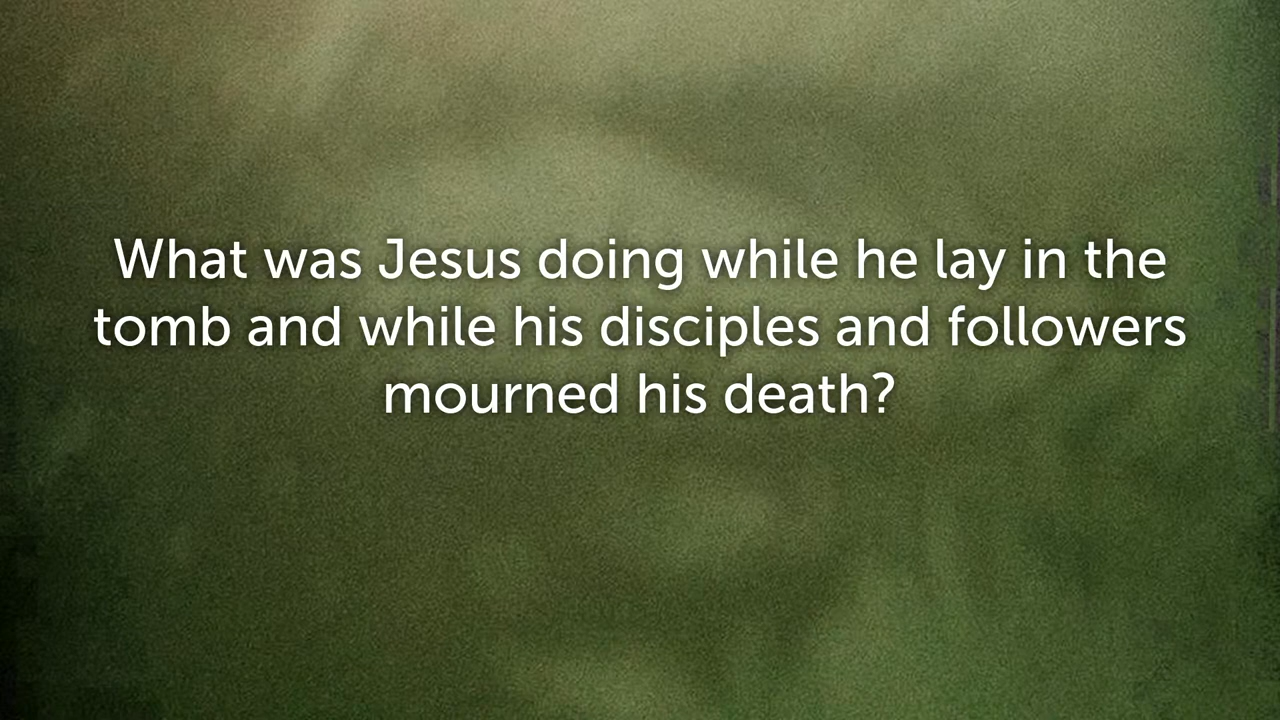 What was Jesus doing while he lay in the
tomb and while his disciples and followers
mourned his death?